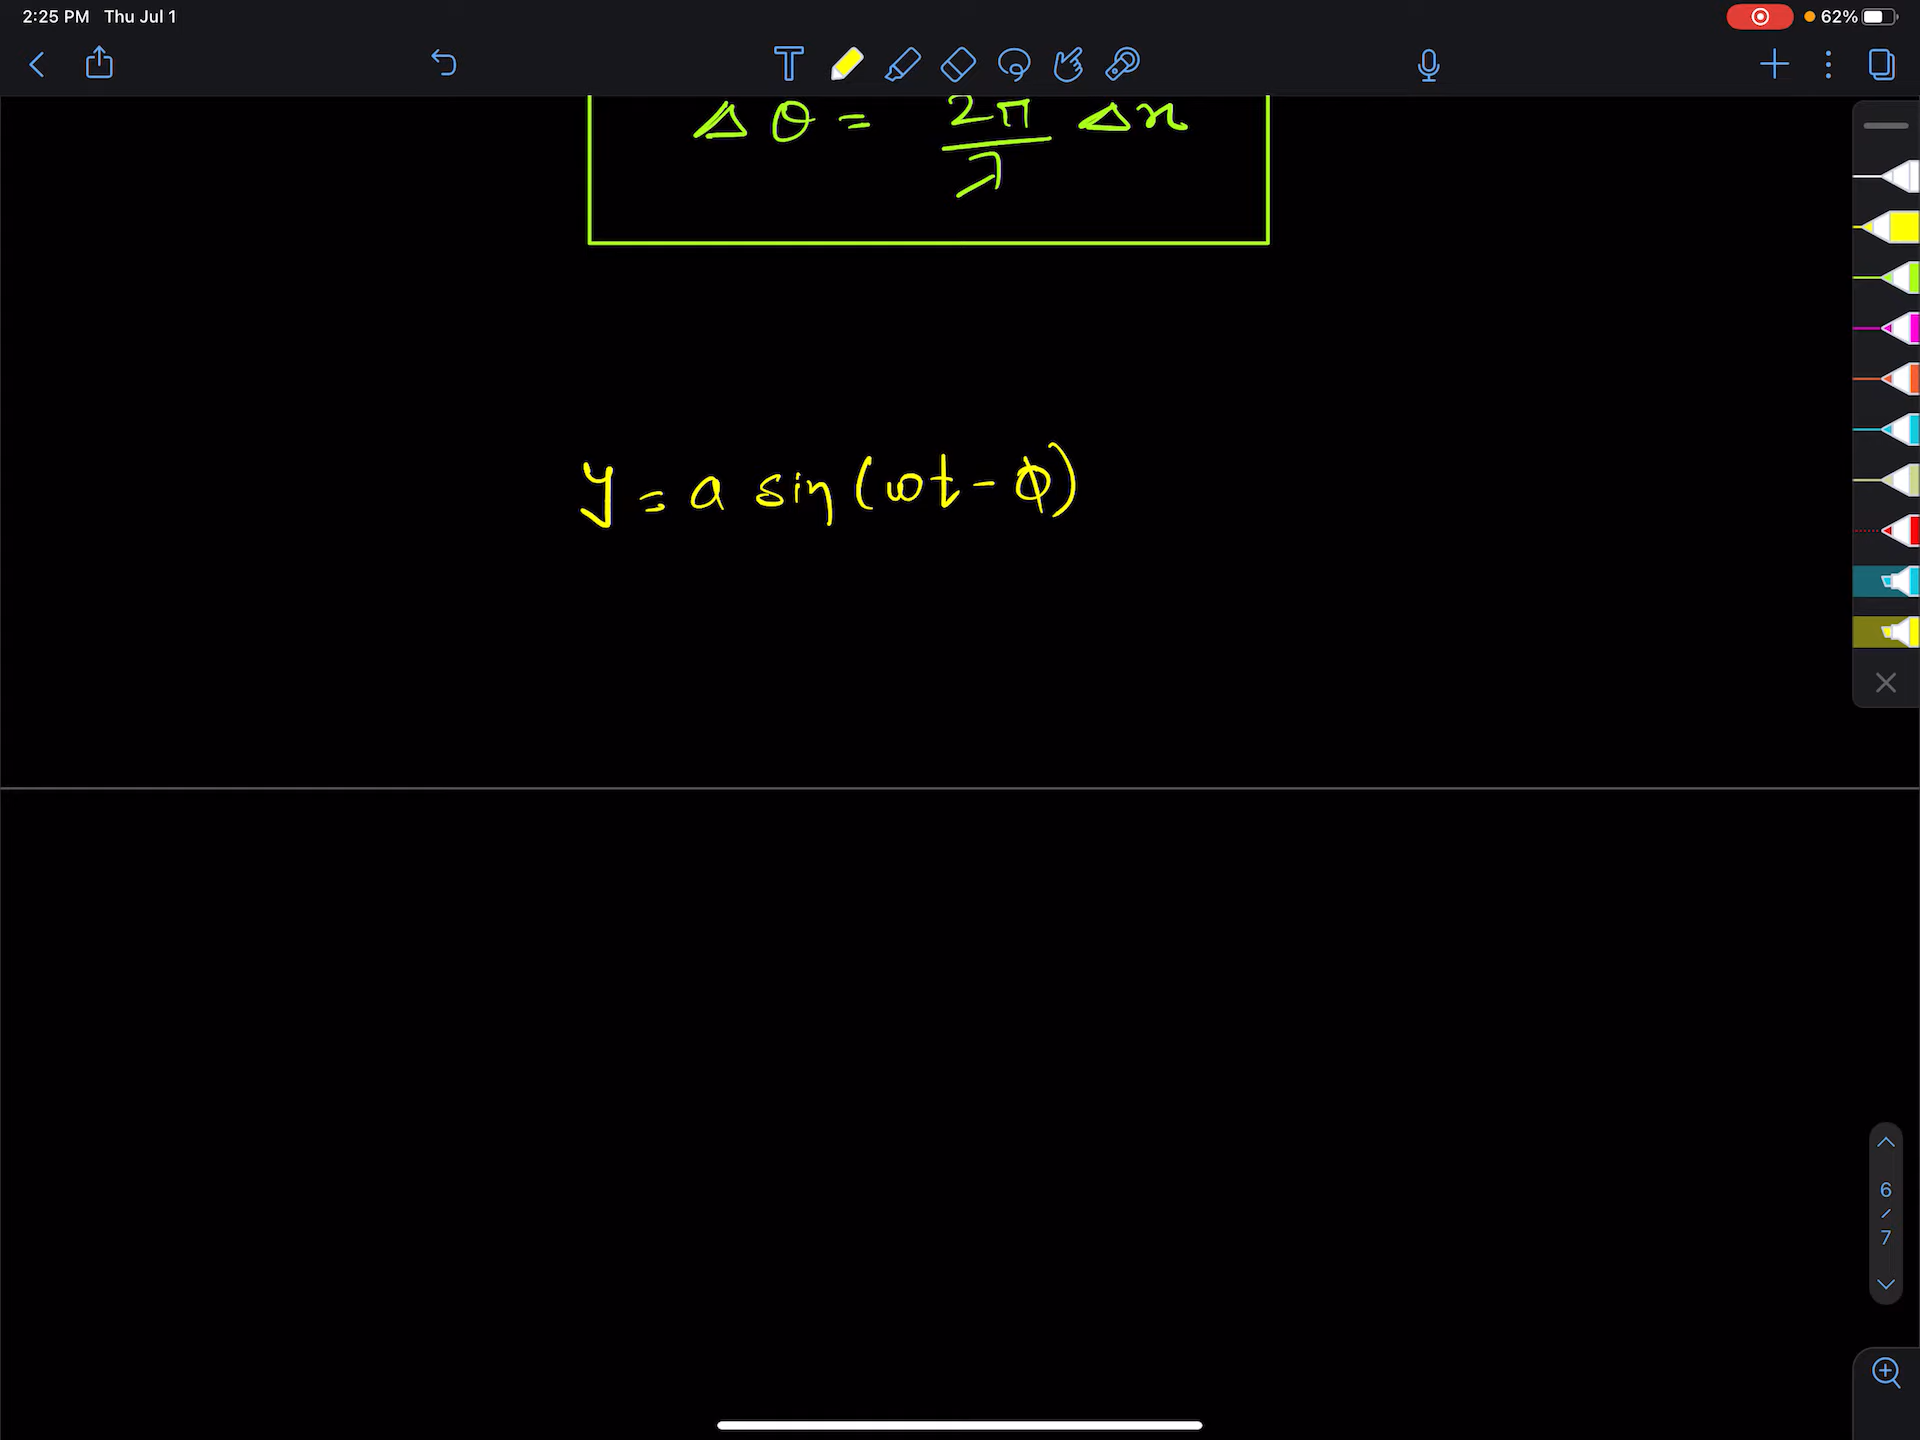 2:25 PM Thu Jul 1
62%
Δθ = 2π/λ Δx
y = a sin(ωt - φ)
6
/
7